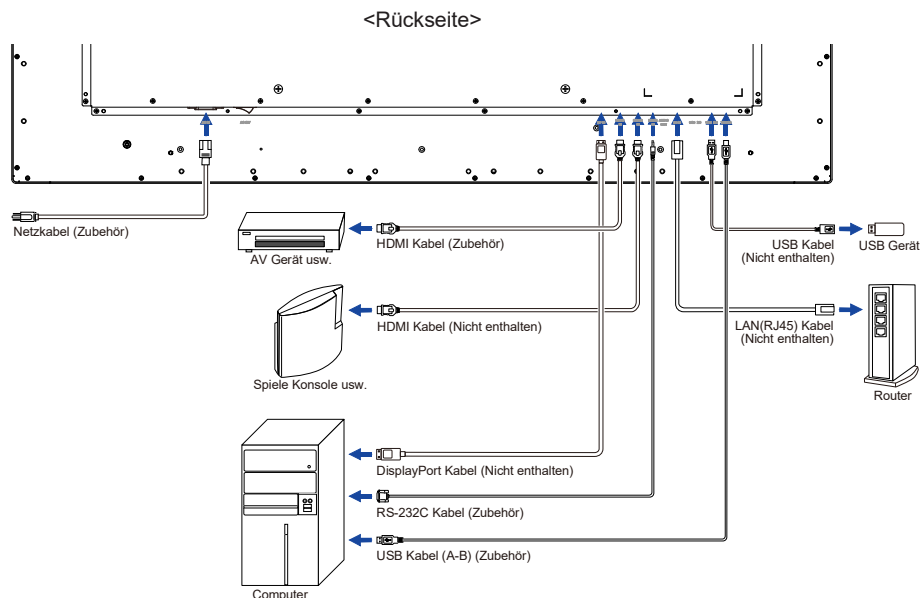 <Rückseite>
Netzkabel (Zubehör)
AV Gerät usw.
HDMI Kabel (Zubehör)
USB Kabel
(Nicht enthalten)
USB Gerät
HDMI Kabel (Nicht enthalten)
LAN(RJ45) Kabel
(Nicht enthalten)
Spiele Konsole usw.
Router
DisplayPort Kabel (Nicht enthalten)
RS-232C Kabel (Zubehör)
USB Kabel (A-B) (Zubehör)
Computer